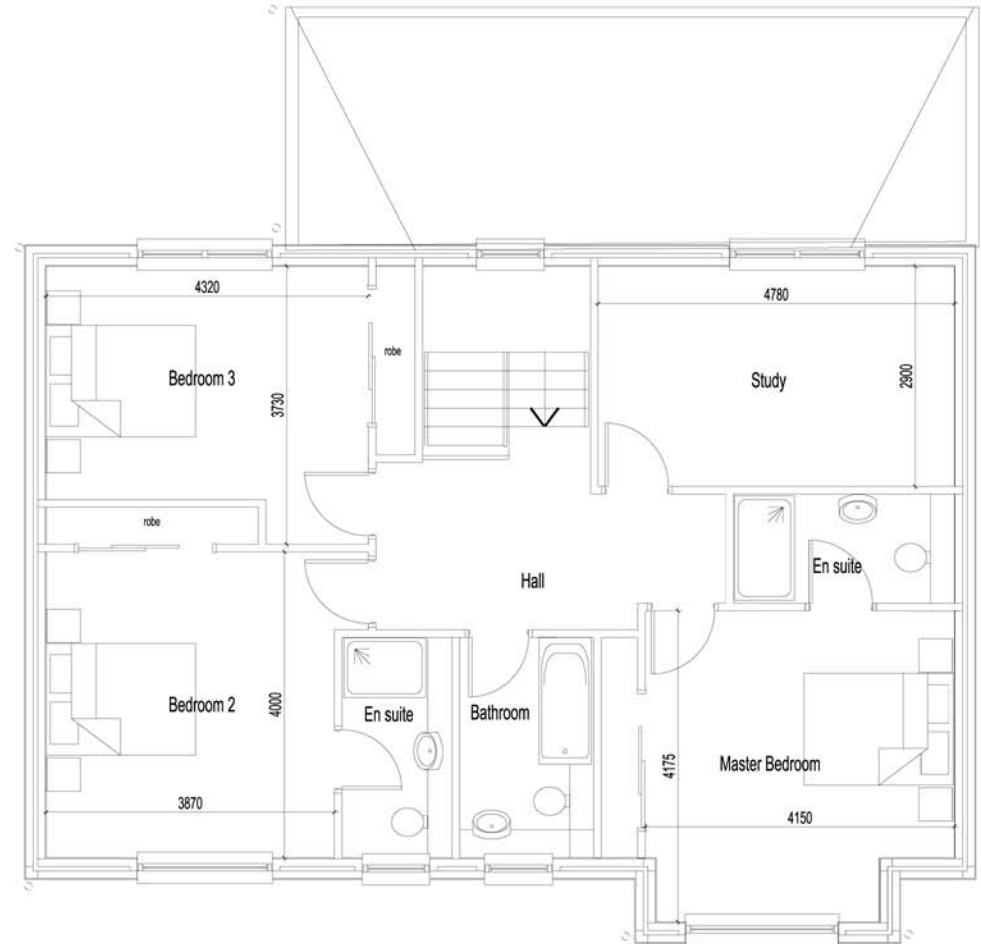 4320
4780
robe
Bedroom 3
Study
2900
3730
robe
En suite
Hall
Bedroom 2
4000
En suite
Bathroom
4175
Master Bedroom
3870
4150